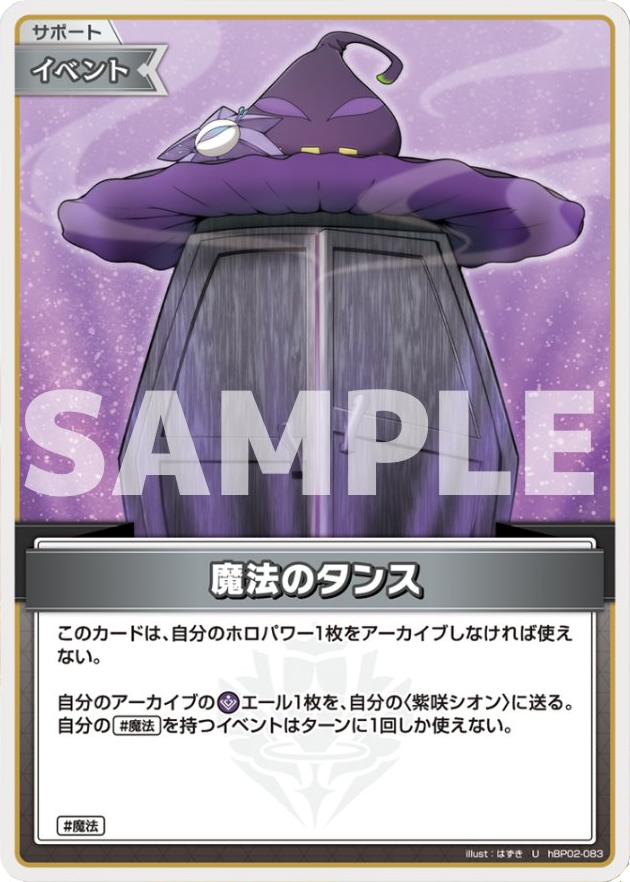 サポート
イベント
SAMPLE
魔法のタンス
このカードは、自分のホロパワー1枚をアーカイブしなければ使え
ない。
自分のアーカイブのエール1枚を、自分の〈紫咲シオン〉に送る。
自分の #魔法 を持つイベントはターンに1回しか使えない。
#魔法
illust：はずき U hBP02-083